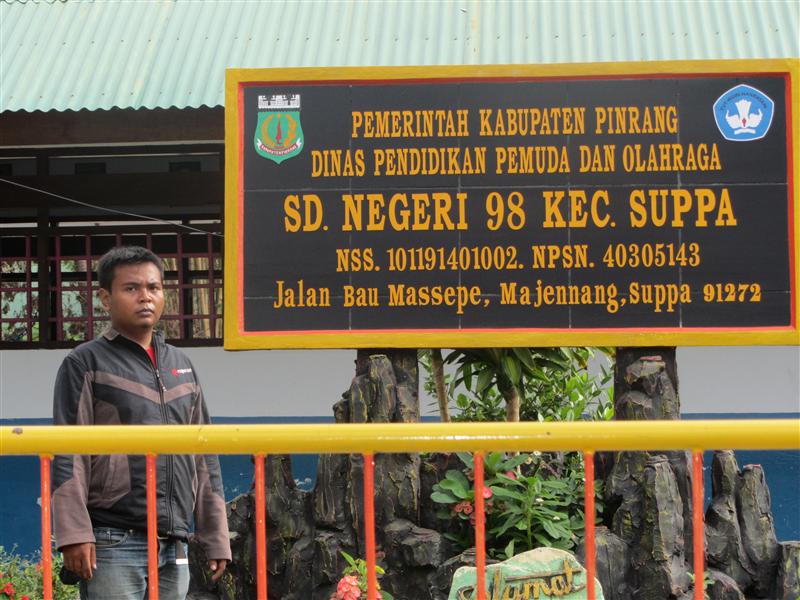 PEMERINTAH KABUPATEN PINRANG
DINAS PENDIDIKAN PEMUDA DAN OLAHRAGA
SD. NEGERI 98 KEC. SUPPA
NSS. 101191401002. NPSN. 40305143
Jalan Bau Massepe, Majennang, Suppa 91272
Selamat